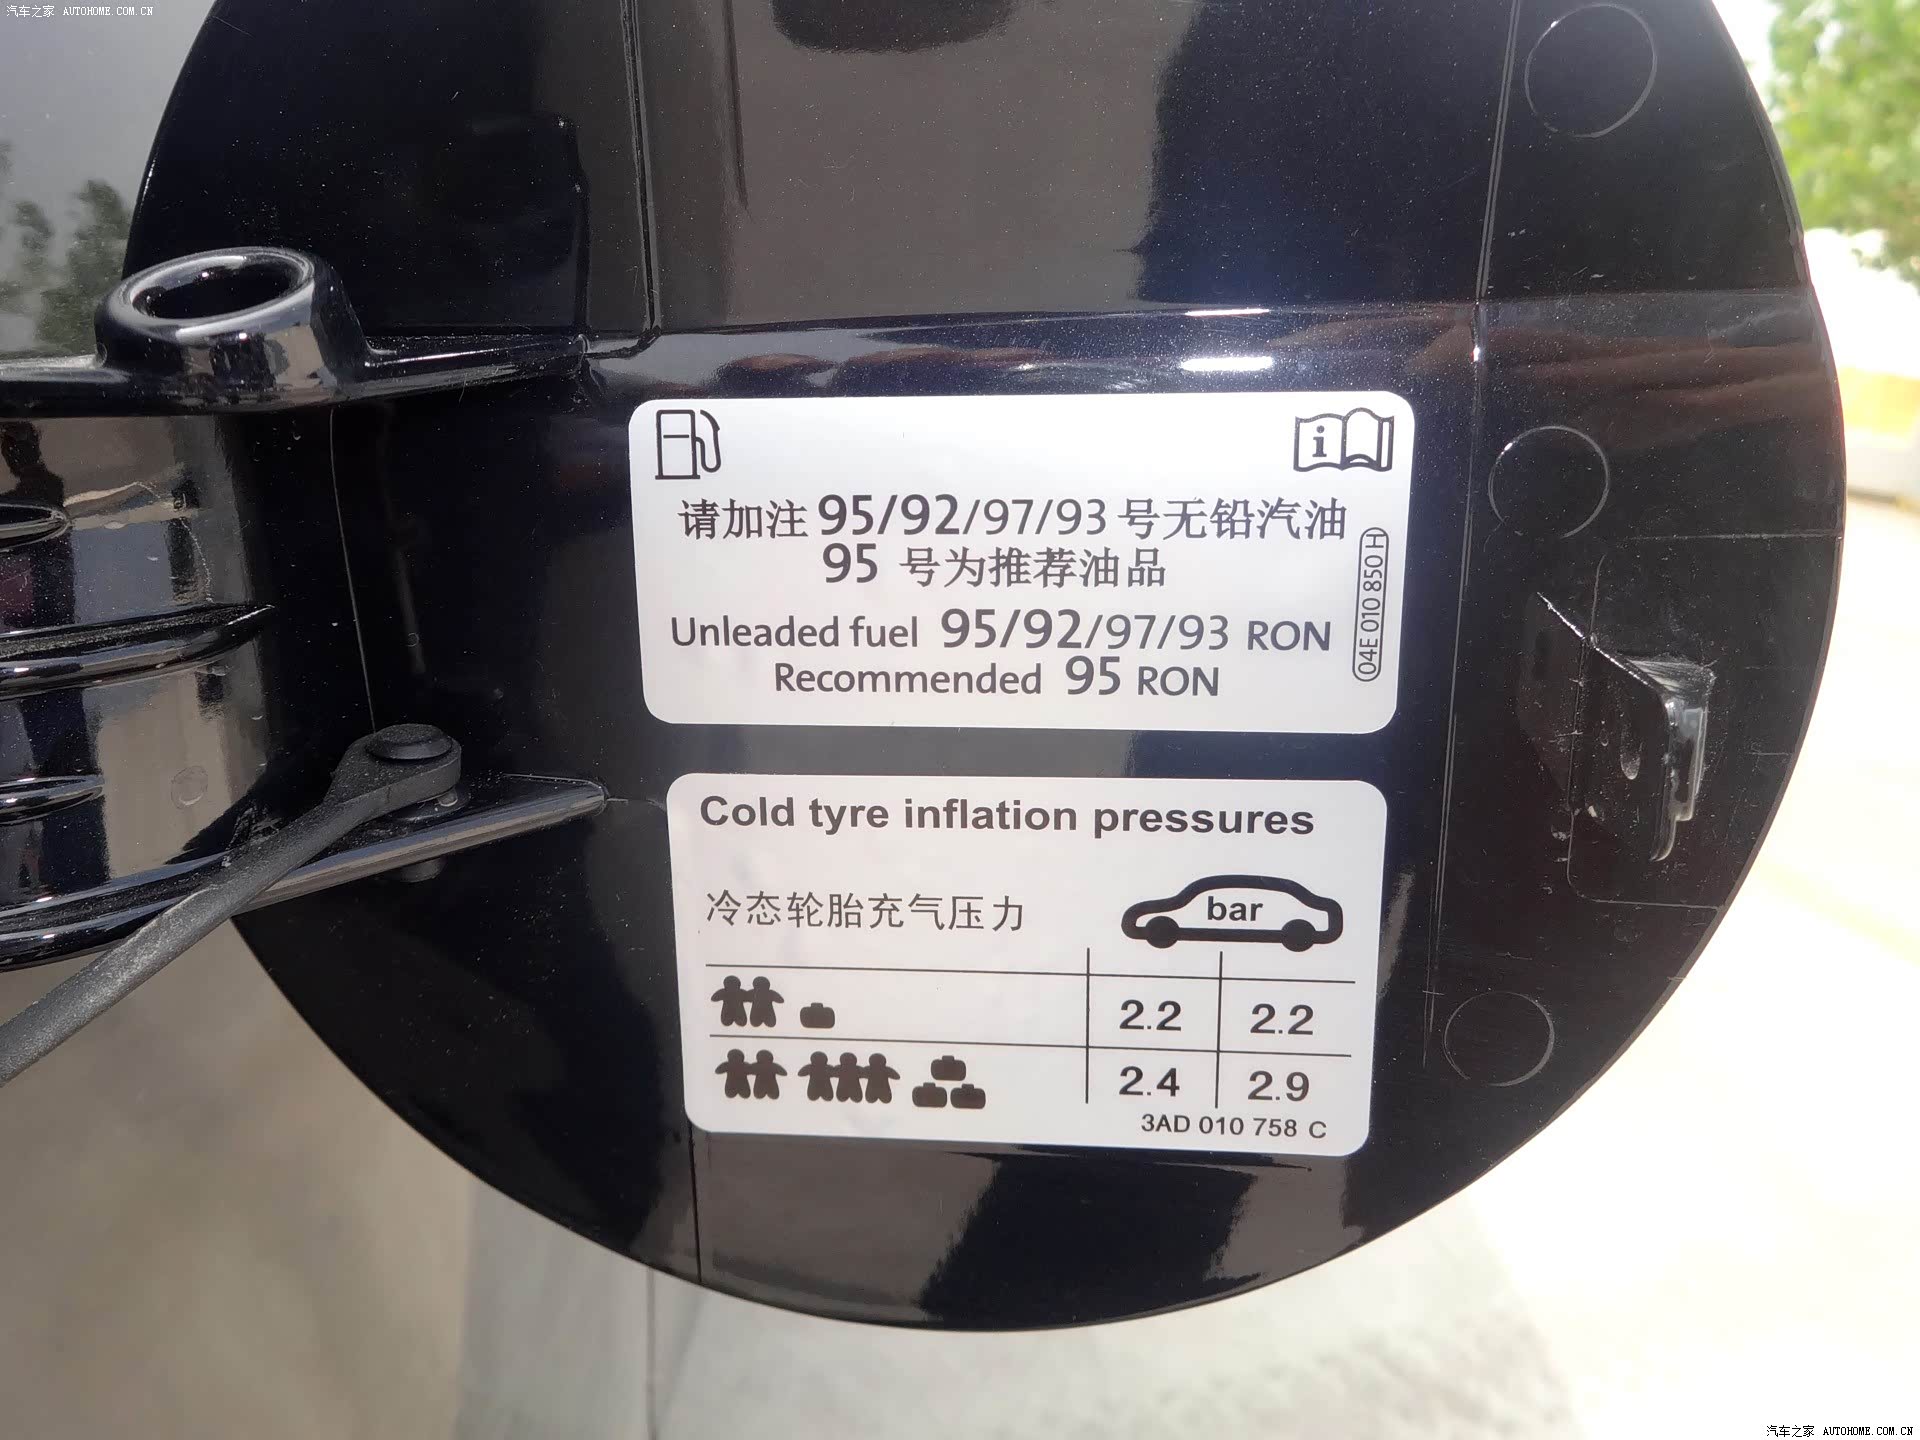 汽车之家 AUTOHOME.COM.CN
i
请加注 95/92/97/93 号无铅汽油
95 号为推荐油品
Unleaded fuel 95/92/97/93 RON
Recommended 95 RON
04E 010 850 H
Cold tyre inflation pressures
冷态轮胎充气压力
bar
2.2 2.2
2.4 2.9
3AD 010 758 C
汽车之家 AUTOHOME.COM.CN